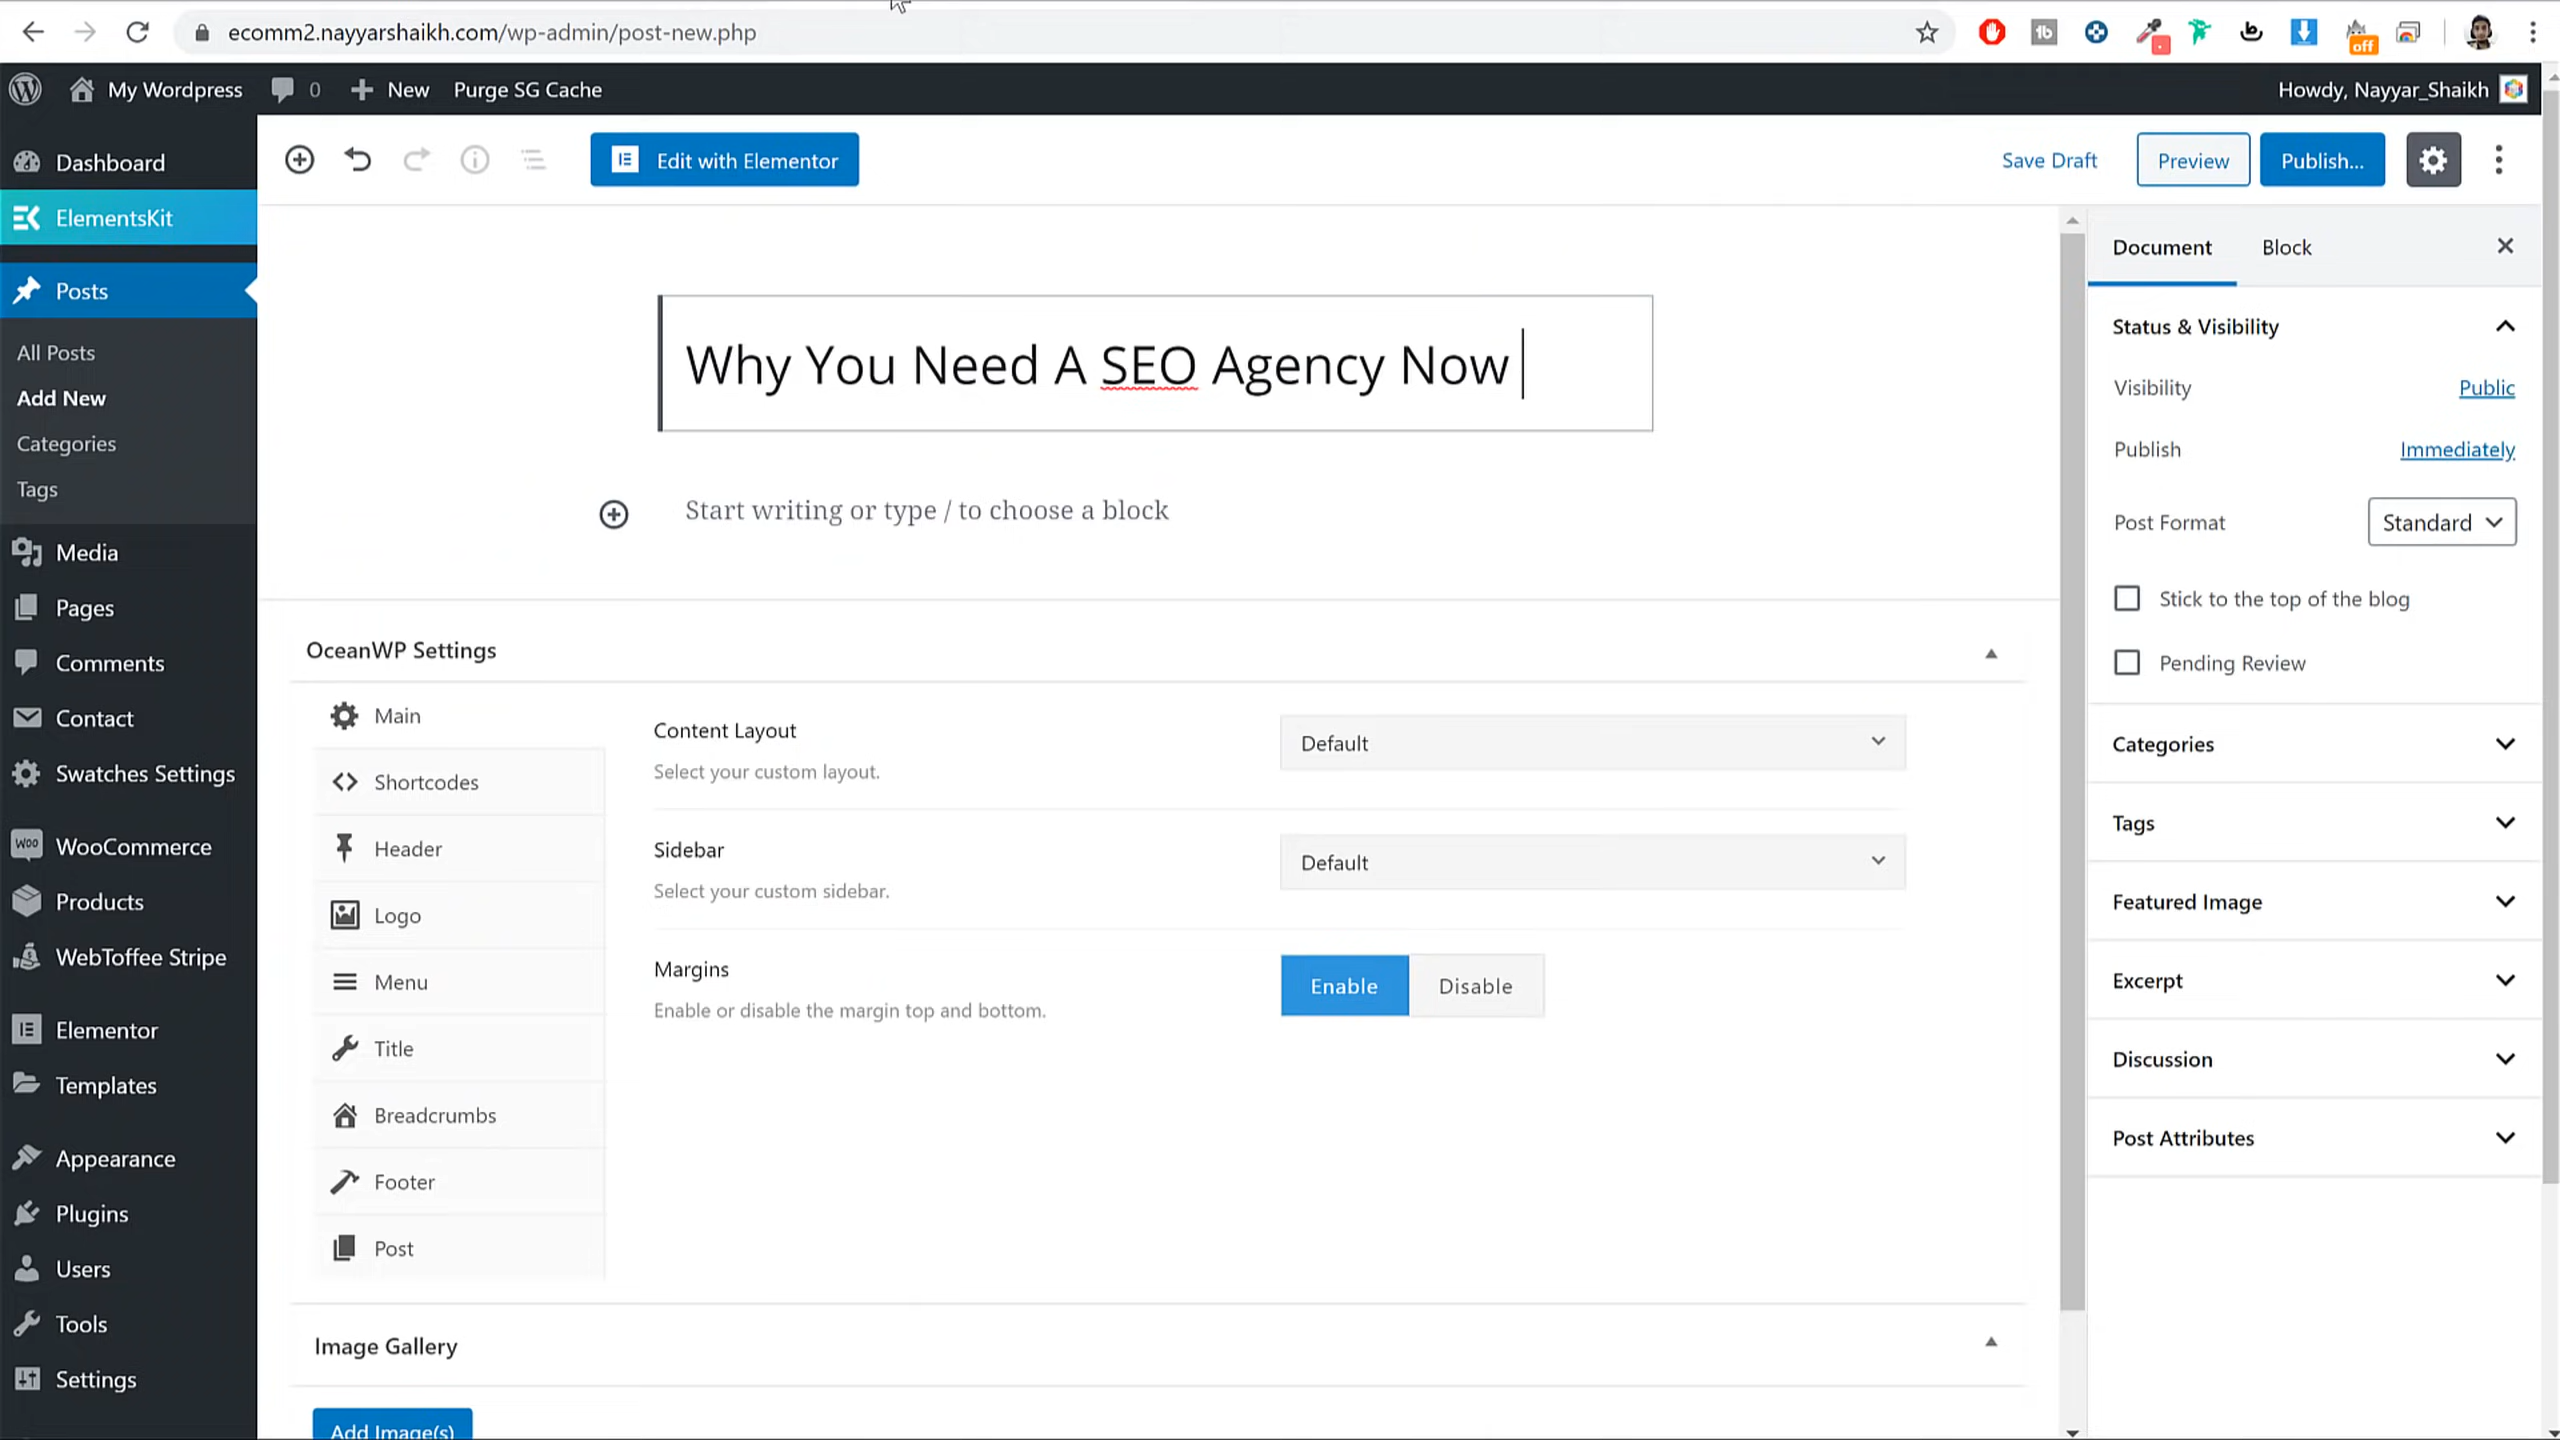 ecomm2.nayyarshaikh.com/wp-admin/post-new.php
off
My Wordpress
0
New
Purge SG Cache
Howdy, Nayyar_Shaikh
Dashboard
ElementsKit
Posts
All Posts
Add New
Categories
Tags
Media
Pages
Comments
Contact
Swatches Settings
WOO
WooCommerce
Products
WebToffee Stripe
Elementor
Templates
Appearance
Plugins
Users
Tools
Settings
Edit with Elementor
Save Draft
Preview
Publish...
Why You Need A SEO Agency Now
Start writing or type / to choose a block
OceanWP Settings
Main
Shortcodes
Header
Logo
Menu
Title
Breadcrumbs
Footer
Post
Content Layout
Select your custom layout.
Default
Sidebar
Select your custom sidebar.
Default
Margins
Enable or disable the margin top and bottom.
Enable
Disable
Image Gallery
Add Image(s)
Document
Block
Status & Visibility
Visibility
Public
Publish
Immediately
Post Format
Standard
Stick to the top of the blog
Pending Review
Categories
Tags
Featured Image
Excerpt
Discussion
Post Attributes